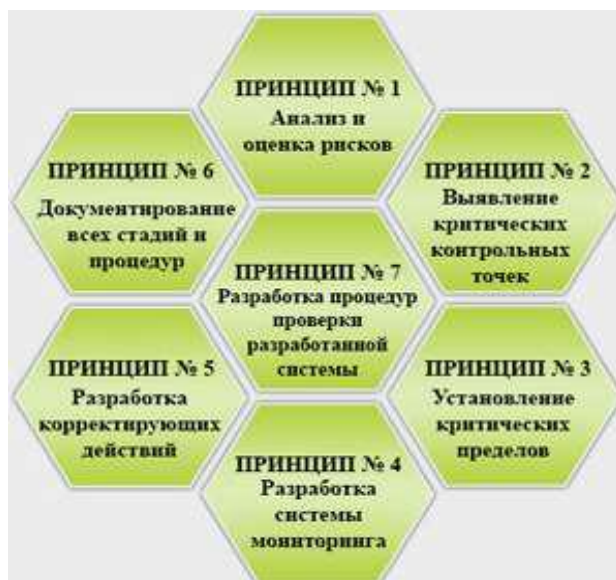 ПРИНЦИП № 1
Анализ и
оценка рисков
ПРИНЦИП № 2
Выявление
критических
контрольных
точек
ПРИНЦИП № 3
Установление
критических
пределов
ПРИНЦИП № 4
Разработка
системы
мониторинга
ПРИНЦИП № 5
Разработка
корректирующих
действий
ПРИНЦИП № 6
Документирование
всех стадий и
процедур
ПРИНЦИП № 7
Разработка процедур
проверки
разработанной
системы